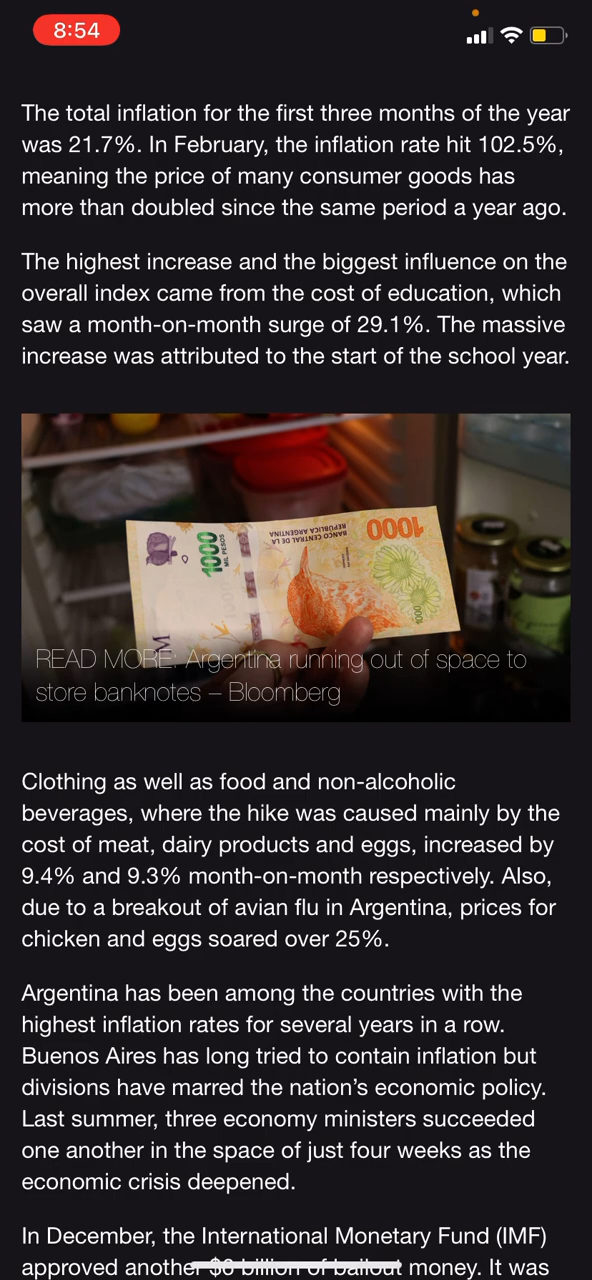 8:54
The total inflation for the first three months of the year
was 21.7%. In February, the inflation rate hit 102.5%,
meaning the price of many consumer goods has
more than doubled since the same period a year ago.
The highest increase and the biggest influence on the
overall index came from the cost of education, which
saw a month-on-month surge of 29.1%. The massive
increase was attributed to the start of the school year.
1000
BANCO CENTRAL DE LA
REPÚBLICA ARGENTINA
1000
MIL PESOS
1000
READ MORE: Argentina running out of space to
store banknotes – Bloomberg
Clothing as well as food and non-alcoholic
beverages, where the hike was caused mainly by the
cost of meat, dairy products and eggs, increased by
9.4% and 9.3% month-on-month respectively. Also,
due to a breakout of avian flu in Argentina, prices for
chicken and eggs soared over 25%.
Argentina has been among the countries with the
highest inflation rates for several years in a row.
Buenos Aires has long tried to contain inflation but
divisions have marred the nation’s economic policy.
Last summer, three economy ministers succeeded
one another in the space of just four weeks as the
economic crisis deepened.
In December, the International Monetary Fund (IMF)
approved another $6 billion of bailout money. It was